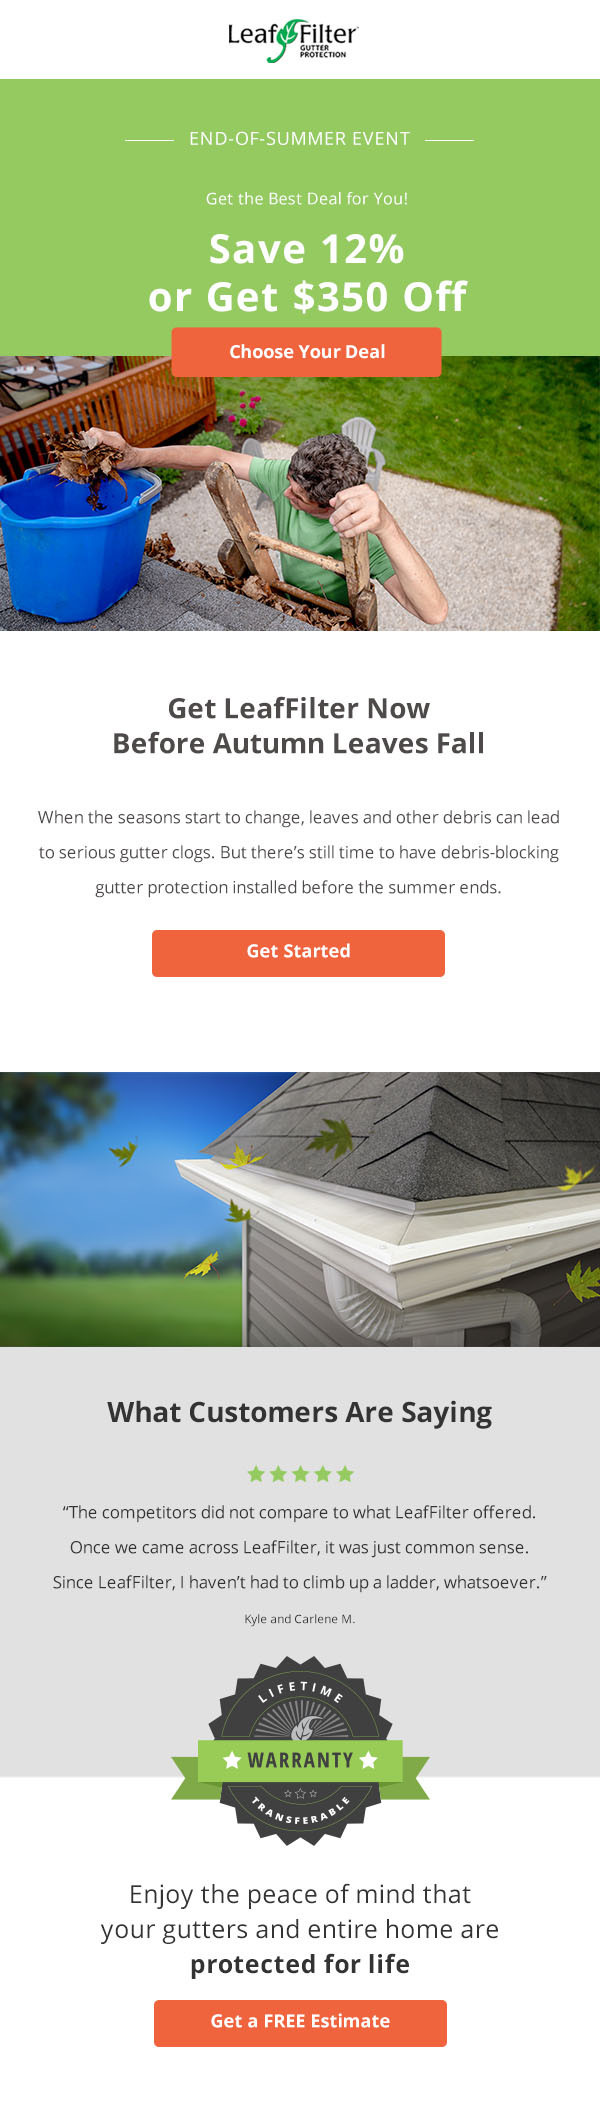 LeafFilter
GUTTER
PROTECTION
END-OF-SUMMER EVENT
Get the Best Deal for You!
Save 12%
or Get $350 Off
Choose Your Deal
Get LeafFilter Now
Before Autumn Leaves Fall
When the seasons start to change, leaves and other debris can lead
to serious gutter clogs. But there’s still time to have debris-blocking
gutter protection installed before the summer ends.
Get Started
What Customers Are Saying
“The competitors did not compare to what LeafFilter offered.
Once we came across LeafFilter, it was just common sense.
Since LeafFilter, I haven’t had to climb up a ladder, whatsoever.”
Kyle and Carlene M.
LIFETIME
WARRANTY
TRANSFERABLE
Enjoy the peace of mind that
your gutters and entire home are
protected for life
Get a FREE Estimate